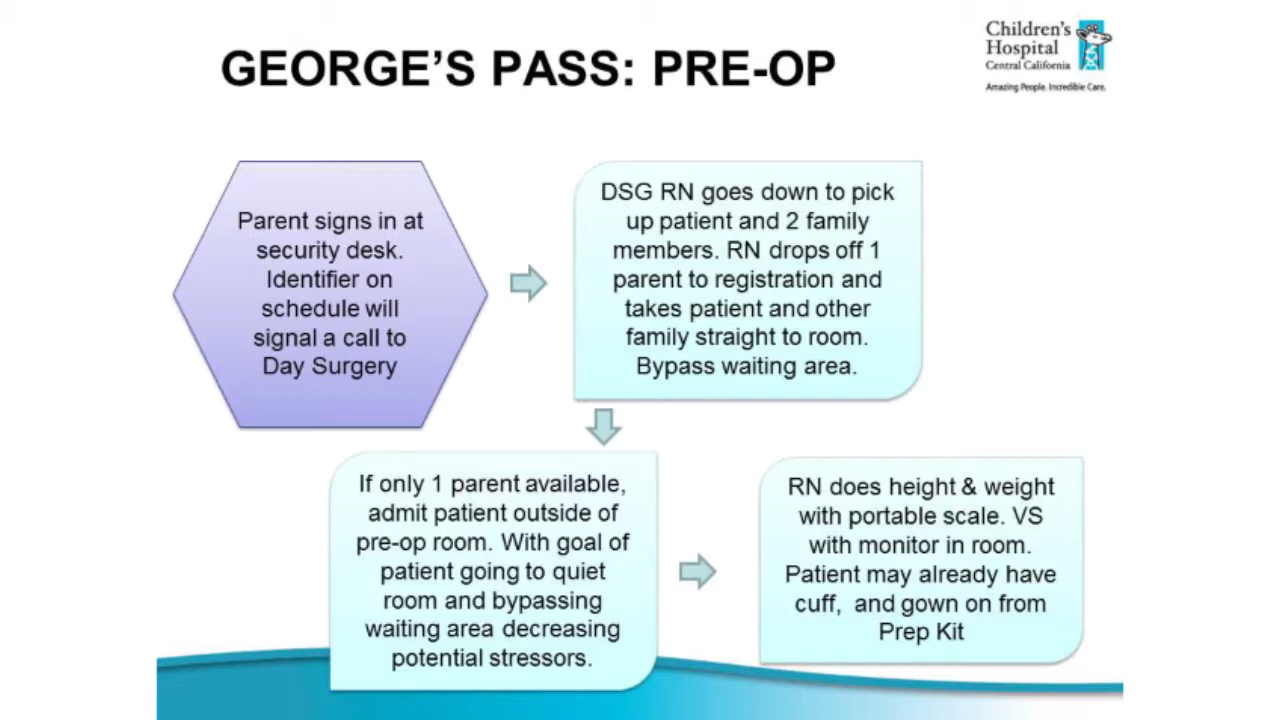 GEORGE'S PASS: PRE-OP
Children's
Hospital
Central California
Amazing People. Incredible Care.
Parent signs in at
security desk.
Identifier on
schedule will
signal a call to
Day Surgery
DSG RN goes down to pick
up patient and 2 family
members. RN drops off 1
parent to registration and
takes patient and other
family straight to room.
Bypass waiting area.
If only 1 parent available,
admit patient outside of
pre-op room. With goal of
patient going to quiet
room and bypassing
waiting area decreasing
potential stressors.
RN does height & weight
with portable scale. VS
with monitor in room.
Patient may already have
cuff,  and gown on from
Prep Kit